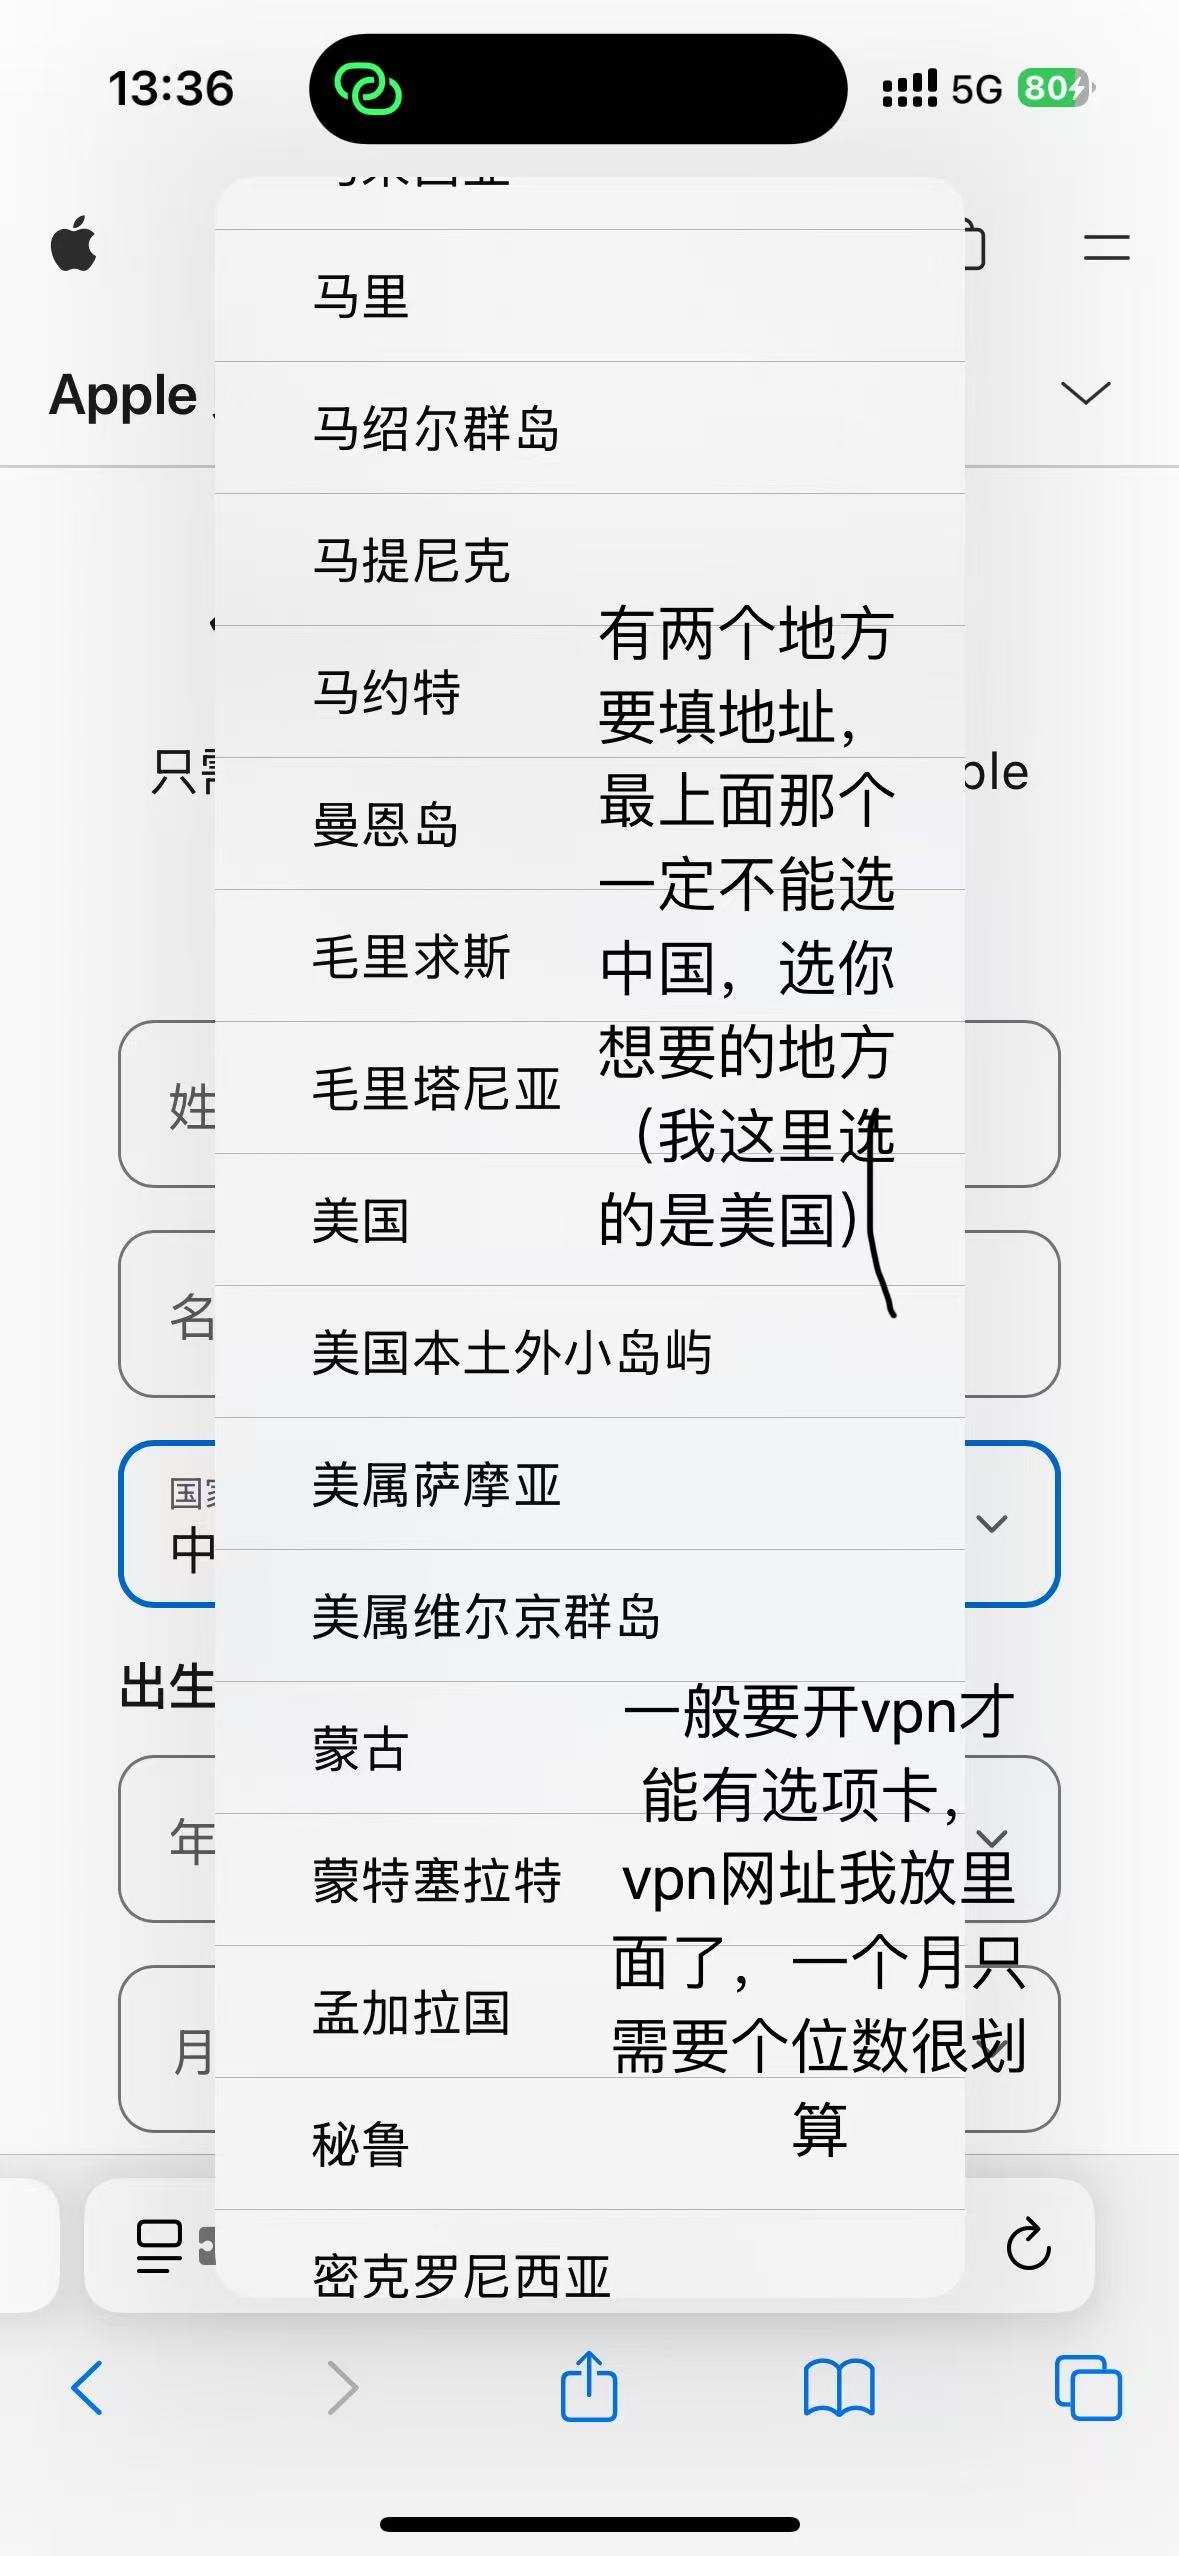 13:36
5G
80
马来西亚
马里
Apple
马绍尔群岛
马提尼克
有两个地方
要填地址，
最上面那个
一定不能选
中国，选你
想要的地方
（我这里选
的是美国）
马约特
只需
ple
曼恩岛
毛里求斯
毛里塔尼亚
姓
美国
名
美国本土外小岛屿
美属萨摩亚
国家
中
美属维尔京群岛
出生
一般要开vpn才
能有选项卡，
vpn网址我放里
面了，一个月只
需要个位数很划
算
蒙古
年
蒙特塞拉特
孟加拉国
月
秘鲁
密克罗尼西亚